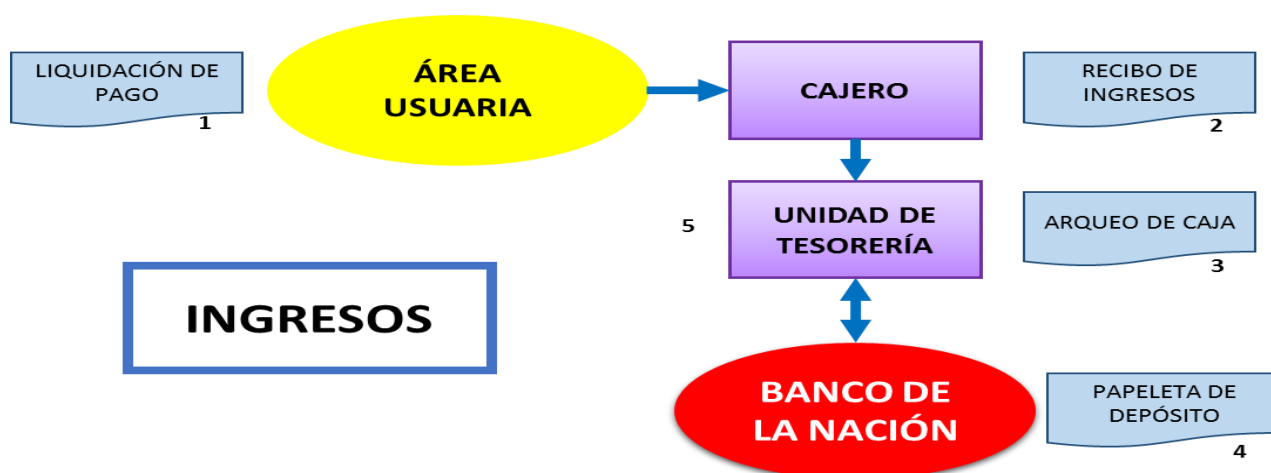 LIQUIDACIÓN DE
PAGO
1
ÁREA
USUARIA
CAJERO
RECIBO DE
INGRESOS
2
5
UNIDAD DE
TESORERÍA
ARQUEO DE CAJA
3
INGRESOS
BANCO DE
LA NACIÓN
PAPELETA DE
DEPÓSITO
4